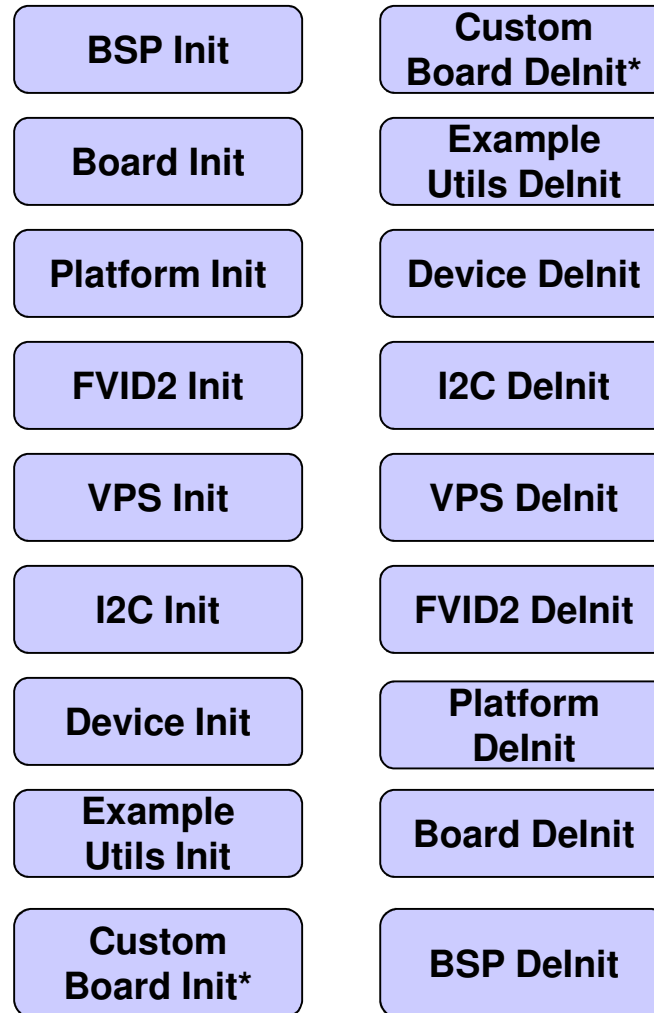 BSP Init
Board Init
Platform Init
FVID2 Init
VPS Init
I2C Init
Device Init
Example
Utils Init
Custom
Board Init*
Custom
Board DeInit*
Example
Utils DeInit
Device DeInit
I2C DeInit
VPS DeInit
FVID2 DeInit
Platform
DeInit
Board DeInit
BSP DeInit